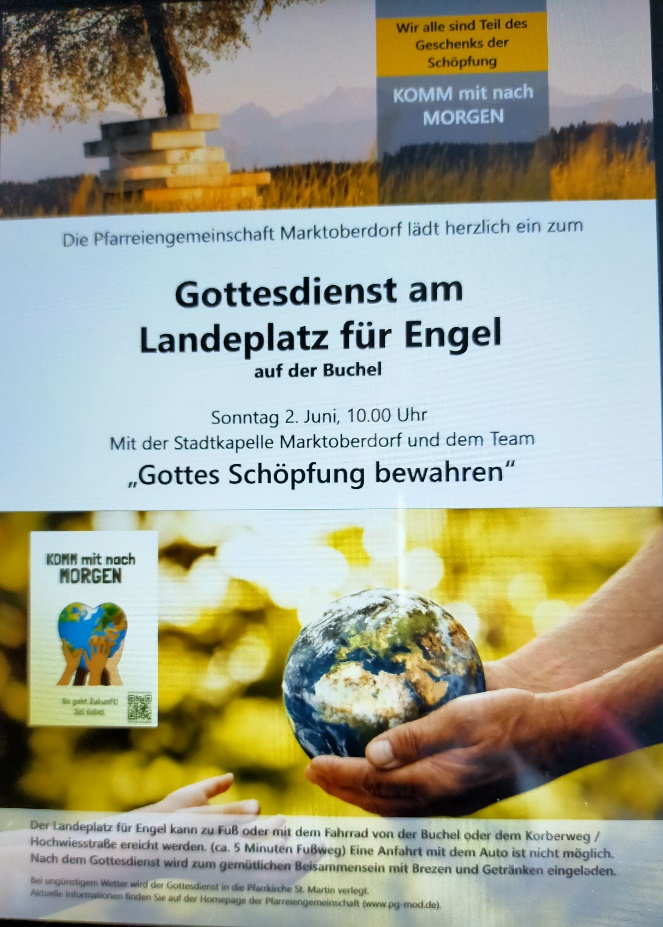 Wir alle sind Teil des
Geschenks der
Schöpfung
KOMM mit nach
MORGEN
Die Pfarreiengemeinschaft Marktoberdorf lädt herzlich ein zum
Gottesdienst am
Landeplatz für Engel
auf der Buchel
Sonntag 2. Juni, 10.00 Uhr
Mit der Stadtkapelle Marktoberdorf und dem Team
„Gottes Schöpfung bewahren“
KOMM mit nach
MORGEN
So geht Zukunft!
Sei dabei.
Der Landeplatz für Engel kann zu Fuß oder mit dem Fahrrad von der Buchel oder dem Korberweg /
Hochwiesstraße ereicht werden. (ca. 5 Minuten Fußweg) Eine Anfahrt mit dem Auto ist nicht möglich.
Nach dem Gottesdienst wird zum gemütlichen Beisammensein mit Brezen und Getränken eingeladen.
Bei ungünstigem Wetter wird der Gottesdienst in die Pfarrkirche St. Martin verlegt.
Aktuelle Informationen finden Sie auf der Homepage der Pfarreiengemeinschaft (www.pg-mod.de).